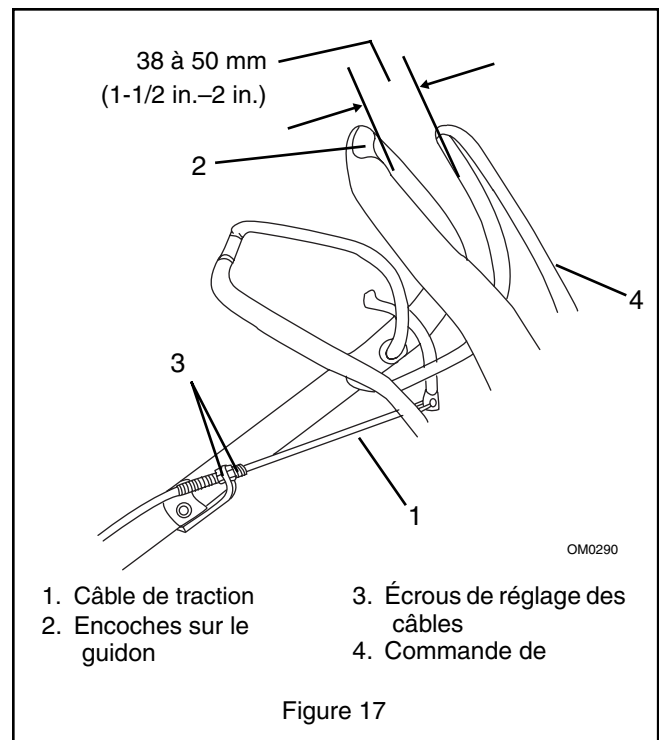 38 à 50 mm
(1-1/2 in.–2 in.)
2
4
3
1
OM0290
1. Câble de traction
2. Encoches sur le
guidon
3. Écrous de réglage des
câbles
4. Commande de
Figure 17